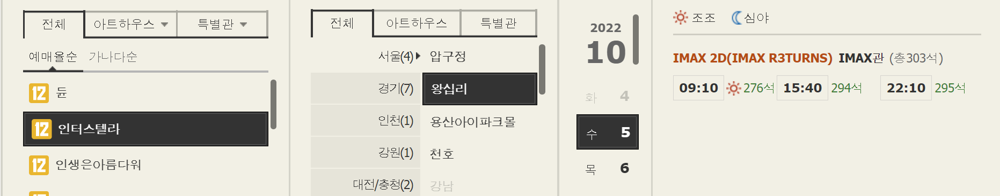 전체 아트하우스 특별관
예매율순 가나다순
12 듄
12 인터스텔라
12 인생은아름다워
전체 아트하우스 특별관
서울(4) 압구정
경기(7) 왕십리
인천(1) 용산아이파크몰
강원(1) 천호
대전/충청(2) 강남
2022
10
화 4
수 5
목 6
조조 심야
IMAX 2D(IMAX R3TURNS) IMAX관 (총303석)
09:10 276석 15:40 294석 22:10 295석